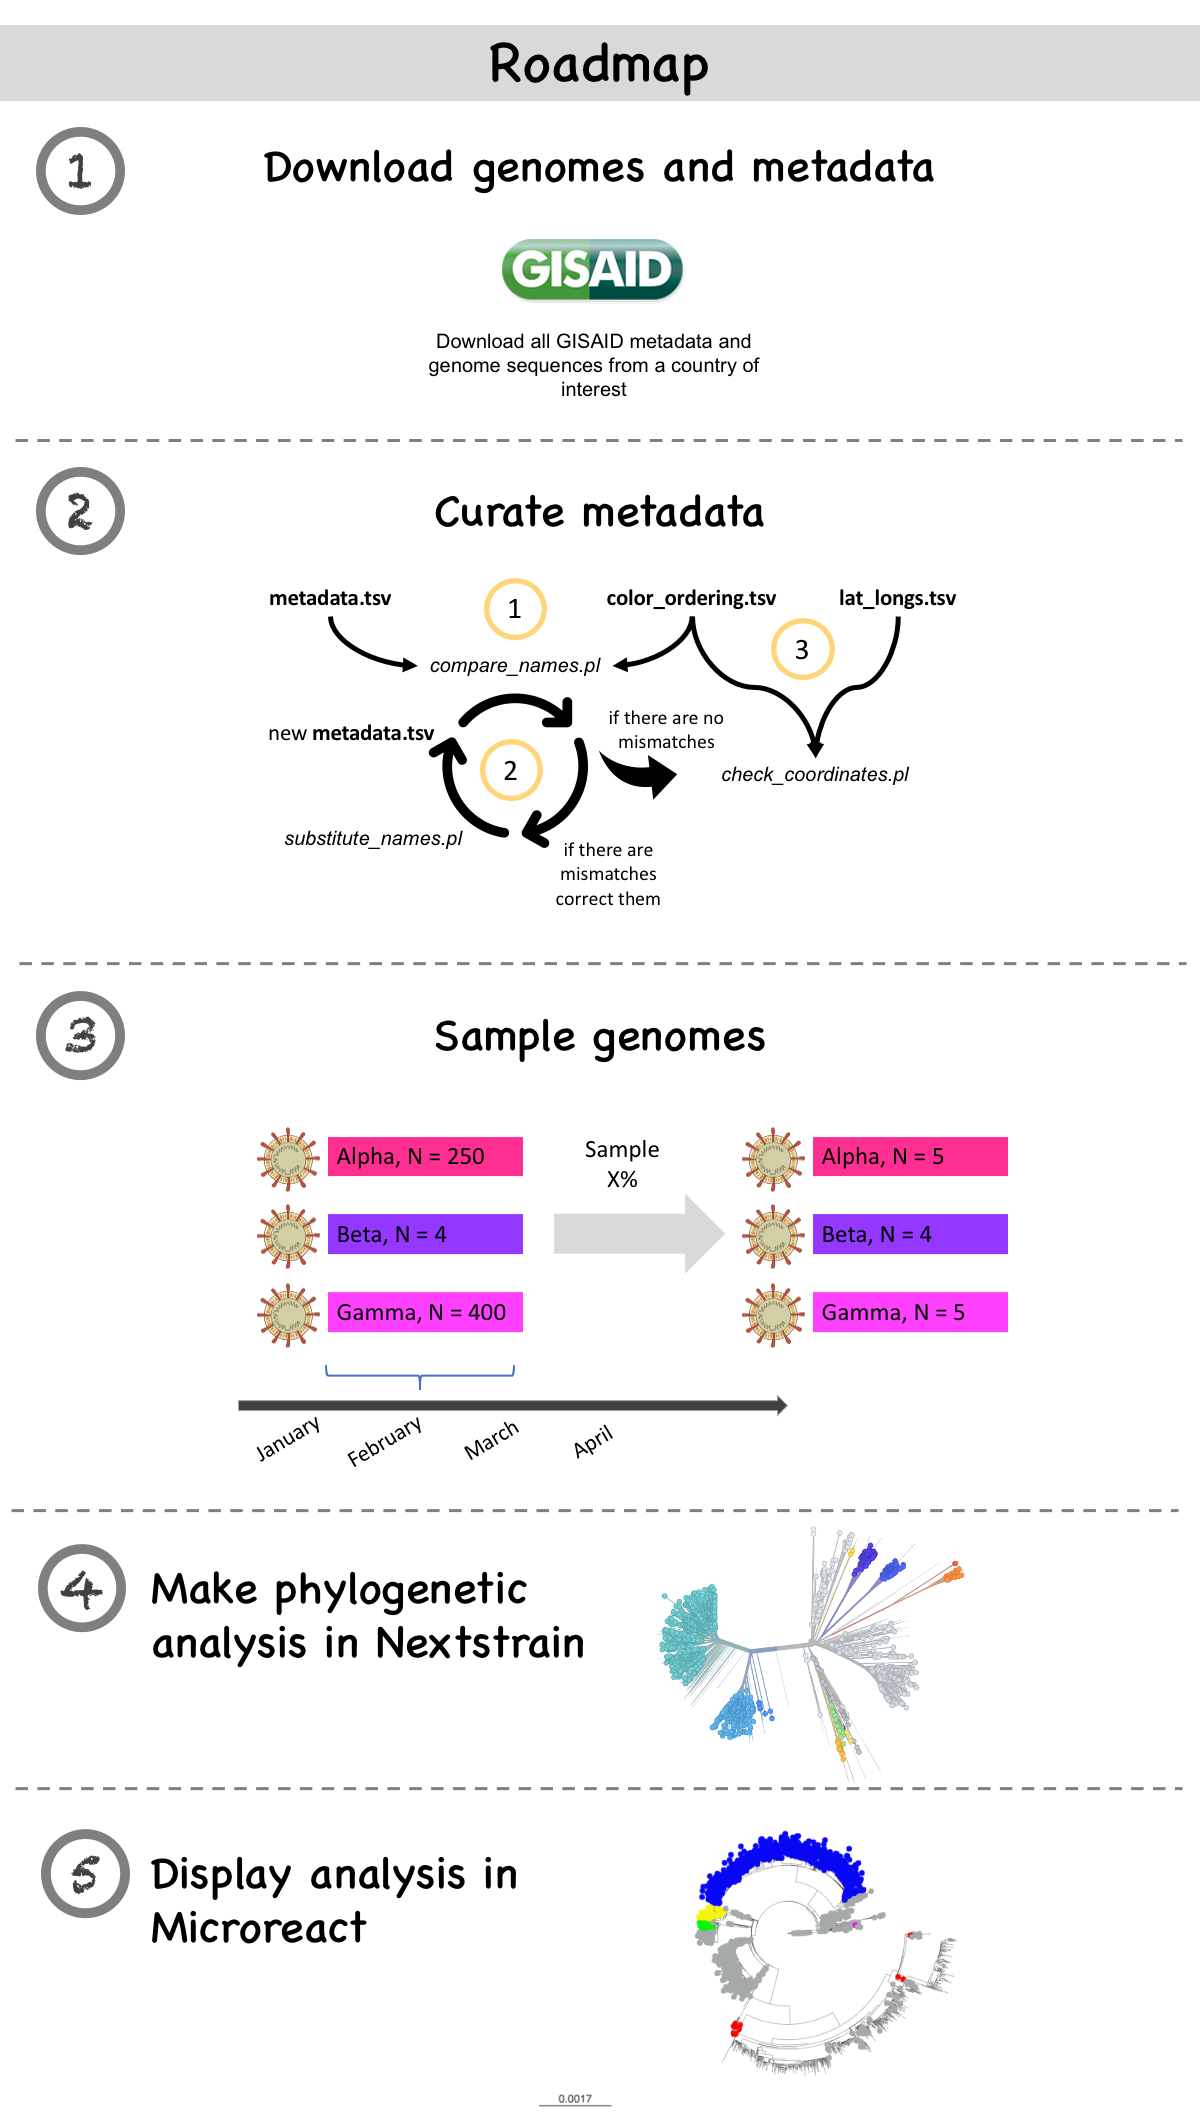 Roadmap
1
Download genomes and metadata
GISAID
Download all GISAID metadata and
genome sequences from a country of
interest
2
Curate metadata
metadata.tsv
1
color_ordering.tsv
lat_longs.tsv
3
compare_names.pl
new metadata.tsv
2
if there are no
mismatches
check_coordinates.pl
substitute_names.pl
if there are
mismatches
correct them
3
Sample genomes
Alpha, N = 250
Beta, N = 4
Gamma, N = 400
Sample
X%
Alpha, N = 5
Beta, N = 4
Gamma, N = 5
January
February
March
April
4
Make phylogenetic
analysis in Nextstrain
5
Display analysis in
Microreact
0.0017